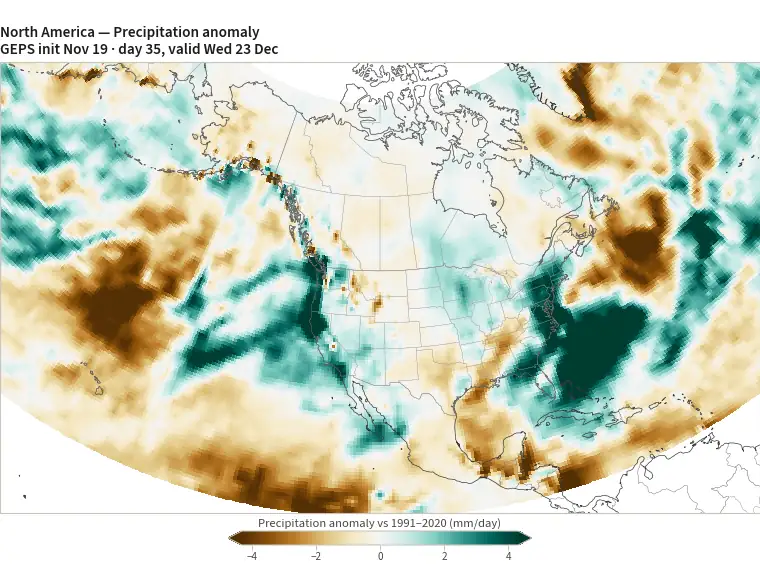 North America — Precipitation anomaly
GEPS init Nov 19 · day 35, valid Wed 23 Dec
Precipitation anomaly vs 1991–2020 (mm/day)
−4 −2 0 2 4